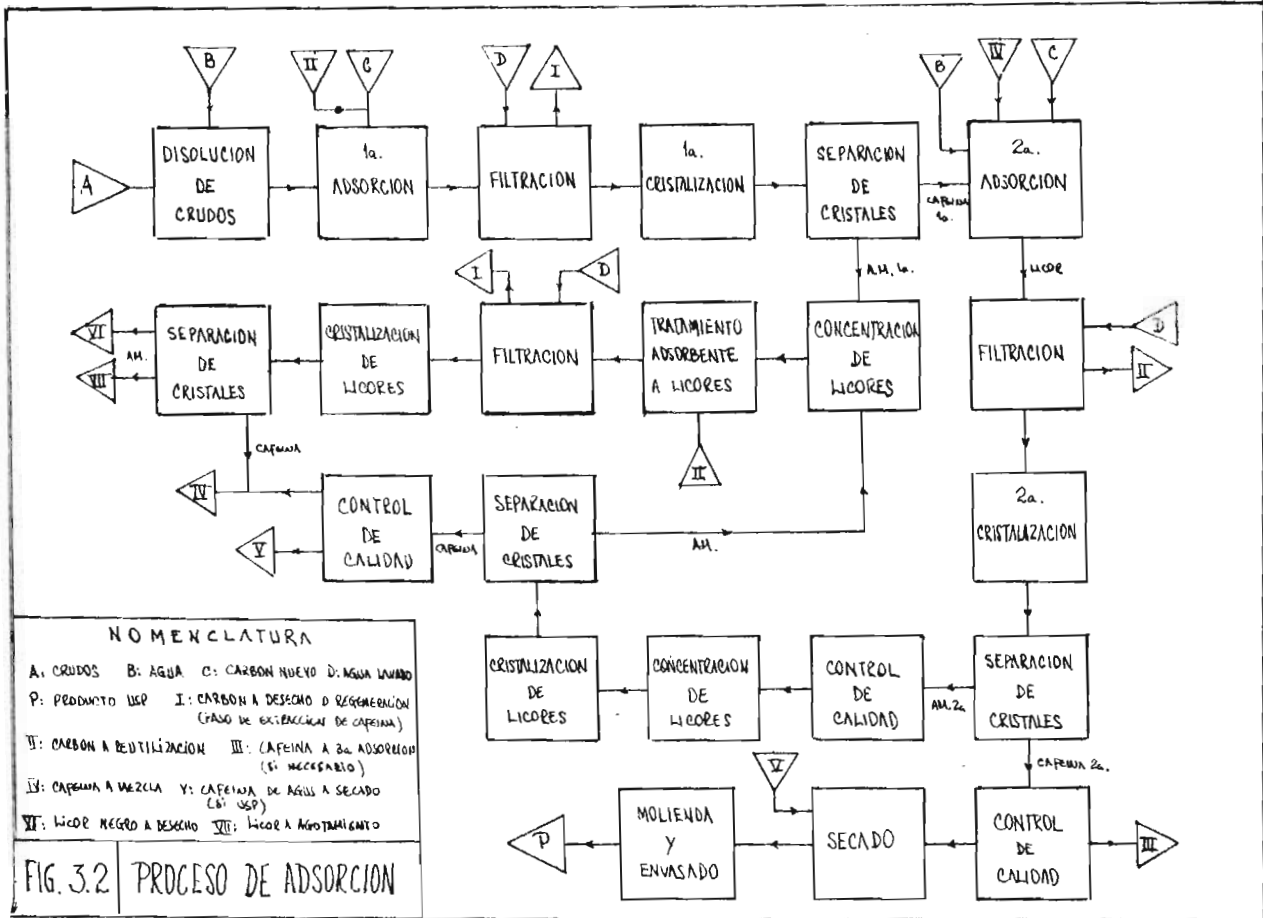 B
II
C
D
I
B
IV
C
A
DISOLUCION
DE
CRUDOS
1a.
ADSORCION
FILTRACION
1a.
CRISTALIZACION
SEPARACION
DE
CRISTALES
CAFEINA
1a.
2a.
ADSORCION
A.M. 1a.
LICOR
VI
A.M.
VII
SEPARACION
DE
CRISTALES
CRISTALIZACION
DE
LICORES
I
D
FILTRACION
TRATAMIENTO
ADSORBENTE
A LICORES
II
CONCENTRACION
DE
LICORES
FILTRACION
D
II
CAFEINA
IV
V
CONTROL
DE
CALIDAD
CAFEINA
SEPARACION
DE
CRISTALES
A.M.
2a.
CRISTALIZACION
CRISTALIZACION
DE
LICORES
CONCENTRACION
DE
LICORES
CONTROL
DE
CALIDAD
A.M. 2a
SEPARACION
DE
CRISTALES
CAFEINA 2a.
P
MOLIENDA
Y
ENVASADO
V
SECADO
CONTROL
DE
CALIDAD
III
NOMENCLATURA
A. CRUDOS B: AGUA C: CARBON NUEVO D: AGUA LAVADO
P: PRODUCTO USP I: CARBON A DESECHO O REGENERACION
(PASO DE EXTRACCION DE CAFEINA)
II: CARBON A REUTILIZACION III: CAFEINA A 3a ADSORCION
(SI NECESARIO)
IV: CAFEINA A MEZCLA V: CAFEINA DE AGUAS A SECADO
(SI USP)
VI: LICOR NEGRO A DESECHO VII: LICOR A AGOTAMIENTO
FIG. 3.2 PROCESO DE ADSORCION